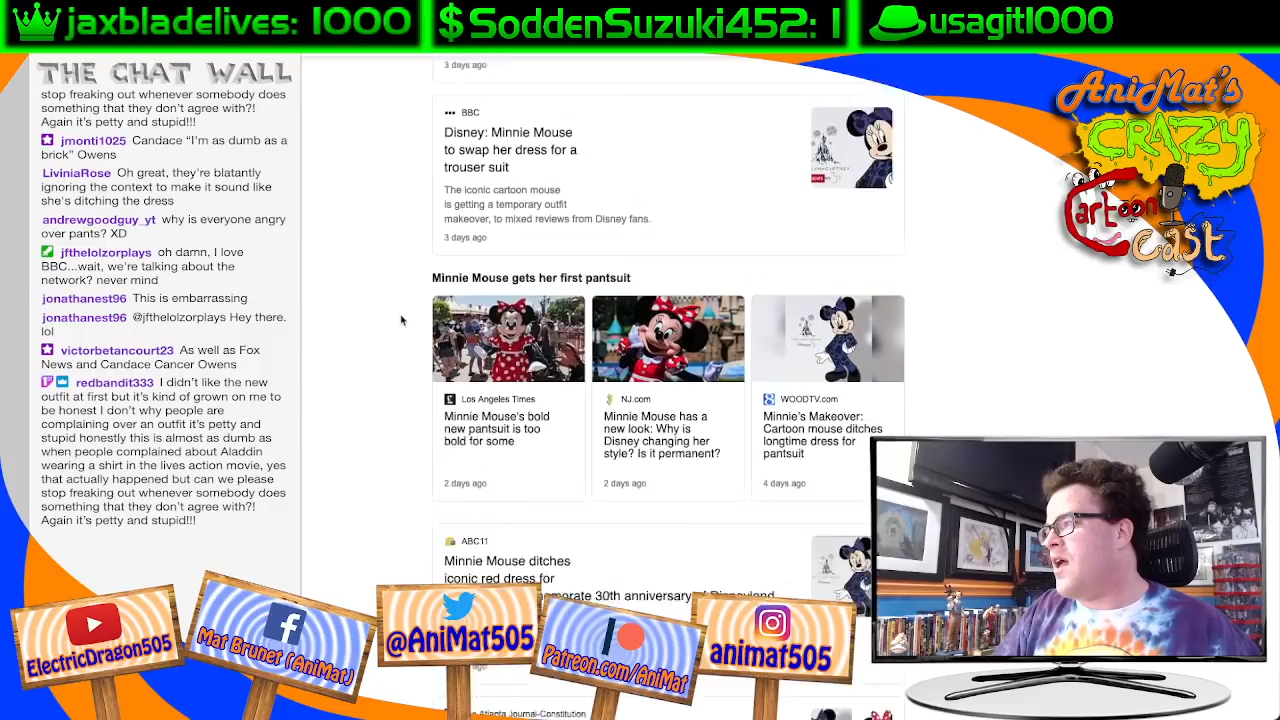 jaxbladelives: 1000
$ SoddenSuzuki452: 1
usagit1000
THE CHAT WALL
stop freaking out whenever somebody does
something that they don't agree with?!
Again it's petty and stupid!!!
jmonti1025 Candace “I'm as dumb as a
brick” Owens
LiviniaRose Oh great, they're blatantly
ignoring the context to make it sound like
she's ditching the dress
andrewgoodguy_yt why is everyone angry
over pants? XD
jfthelolzorplays oh damn, I love
BBC...wait, we're talking about the
network? never mind
jonathanest96 This is embarrassing
jonathanest96 @jfthelolzorplays Hey there.
lol
victorbetancourt23 As well as Fox
News and Candace Cancer Owens
redbandit333 I didn't like the new
outfit at first but it's kind of grown on me to
be honest I don't why people are
complaining over an outfit it's petty and
stupid honestly this is almost as dumb as
when people complained about Aladdin
wearing a shirt in the lives action movie, yes
that actually happened but can we please
stop freaking out whenever somebody does
something that they don't agree with?!
Again it's petty and stupid!!!
3 days ago
BBC
Disney: Minnie Mouse
to swap her dress for a
trouser suit
The iconic cartoon mouse
is getting a temporary outfit
makeover, to mixed reviews from Disney fans.
3 days ago
Minnie Mouse gets her first pantsuit
Los Angeles Times
Minnie Mouse's bold
new pantsuit is too
bold for some
2 days ago
NJ.com
Minnie Mouse has a
new look: Why is
Disney changing her
style? Is it permanent?
2 days ago
WOODTV.com
Minnie's Makeover:
Cartoon mouse ditches
longtime dress for
pantsuit
4 days ago
ABC11
Minnie Mouse ditches
iconic red dress for
30th anniversary of Disneyland
ago
Atlanta Journal-Constitution
AniMat's
CRAZY
Cartoon
Cast
ElectricDragon505
Mat Brunet (AniMat)
@AniMat505
Patreon.com/AniMat
animat505